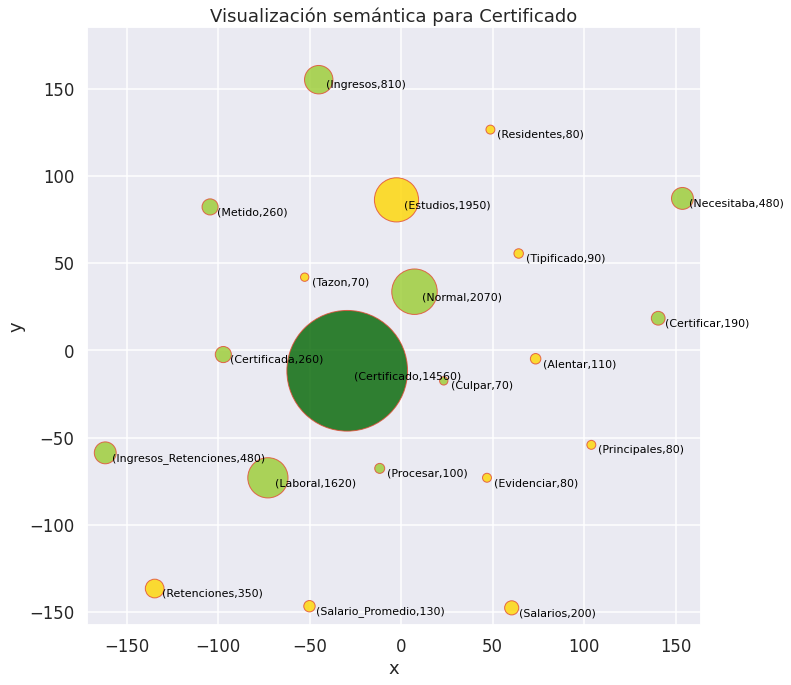 Visualización semántica para Certificado
y
150
100
50
0
−50
−100
−150
(Ingresos,810)
(Residentes,80)
(Necesitaba,480)
(Estudios,1950)
(Metido,260)
(Tipificado,90)
(Tazon,70)
(Normal,2070)
(Certificar,190)
(Certificada,260)
(Alentar,110)
(Certificado,14560)
(Culpar,70)
(Principales,80)
(Ingresos_Retenciones,480)
(Procesar,100)
(Laboral,1620)
(Evidenciar,80)
(Retenciones,350)
(Salario_Promedio,130)
(Salarios,200)
−150 −100 −50 0 50 100 150
x